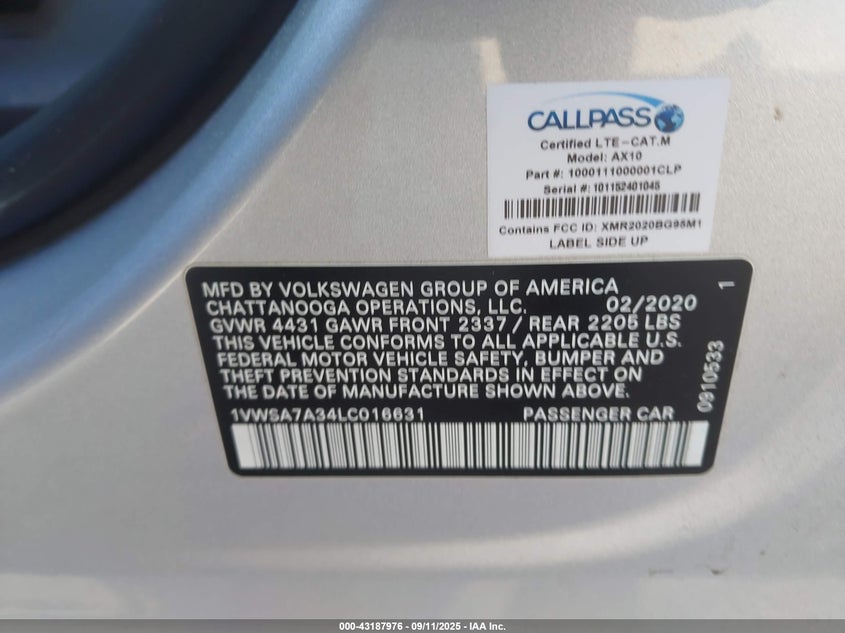 CALLPASS
Certified LTE-CAT.M
Model: AX10
Part #: 1000111000001CLP
Serial #: 101152401045
Contains FCC ID: XMR2020BG95M1
LABEL SIDE UP
MFD BY VOLKSWAGEN GROUP OF AMERICA
CHATTANOOGA OPERATIONS, LLC. 02/2020
GVWR 4431 GAWR FRONT 2337 / REAR 2205 LBS
THIS VEHICLE CONFORMS TO ALL APPLICABLE U.S.
FEDERAL MOTOR VEHICLE SAFETY, BUMPER AND
THEFT PREVENTION STANDARDS IN EFFECT ON
THE DATE OF MANUFACTURE SHOWN ABOVE.
1VWSA7A34LC016631 PASSENGER CAR
0910533 1
000-43187976 - 09/11/2025 - IAA Inc.